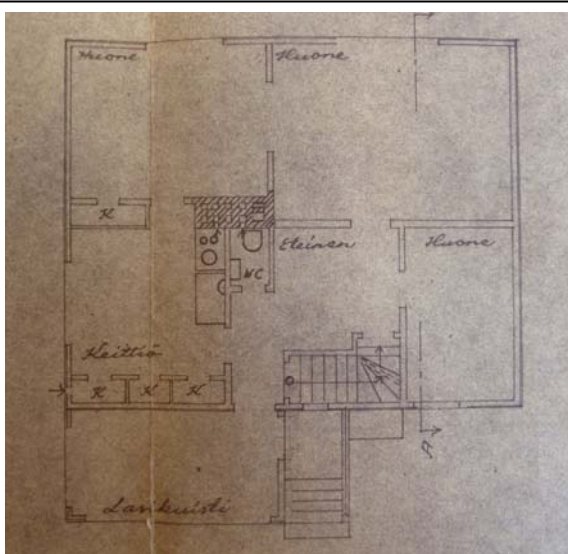 Huone
Huone
K
Eteinen
Huone
WC
Keittiö
K
K
K
A
Lasikuisti